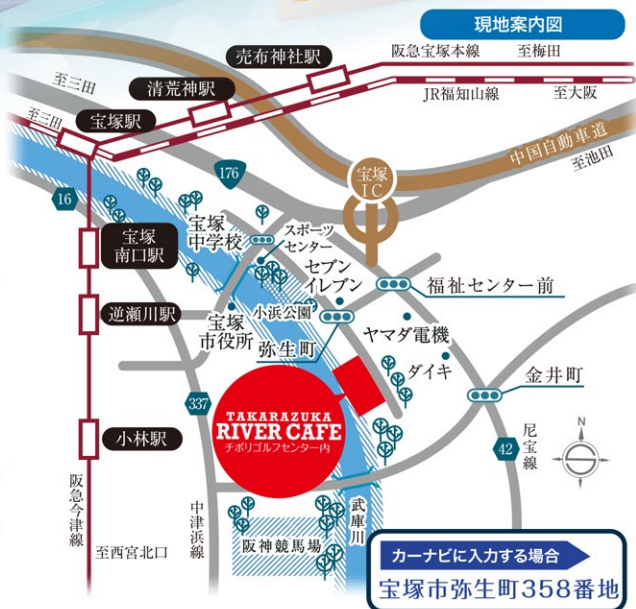 現地案内図
売布神社駅
阪急宝塚本線
至梅田
至三田
清荒神駅
JR福知山線
至大阪
至三田
宝塚駅
中国自動車道
至池田
176
宝塚
IC
16
宝塚
中学校
スポーツ
センター
宝塚
南口駅
セブン
イレブン
福祉センター前
逆瀬川駅
宝塚
市役所
小浜公園
弥生町
ヤマダ電機
ダイキ
金井町
TAKARAZUKA
RIVER CAFE
チボリゴルフセンター内
337
小林駅
42
尼宝線
N
S
阪急今津線
中津浜線
武庫川
至西宮北口
阪神競馬場
カーナビに入力する場合
宝塚市弥生町358番地